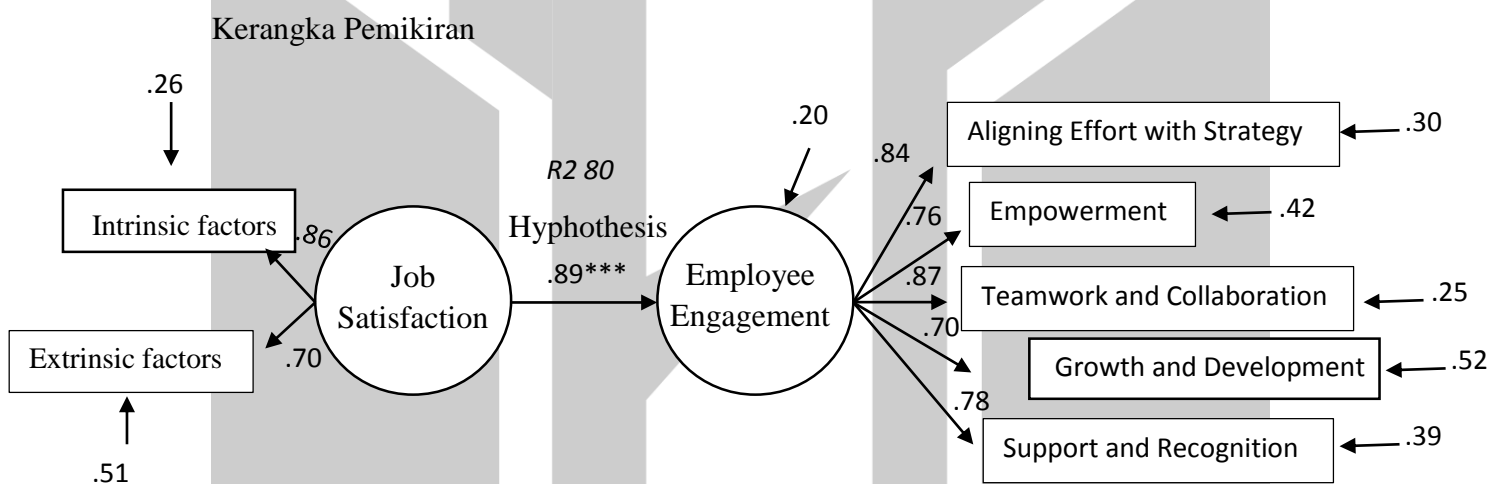 Kerangka Pemikiran
.26
Intrinsic factors
.86
Extrinsic factors
.70
.51
Job
Satisfaction
R2 80
Hyphothesis
.89***
.20
Employee
Engagement
.84
Aligning Effort with Strategy
.30
.76
Empowerment
.42
.87
Teamwork and Collaboration
.25
.70
Growth and Development
.52
.78
Support and Recognition
.39